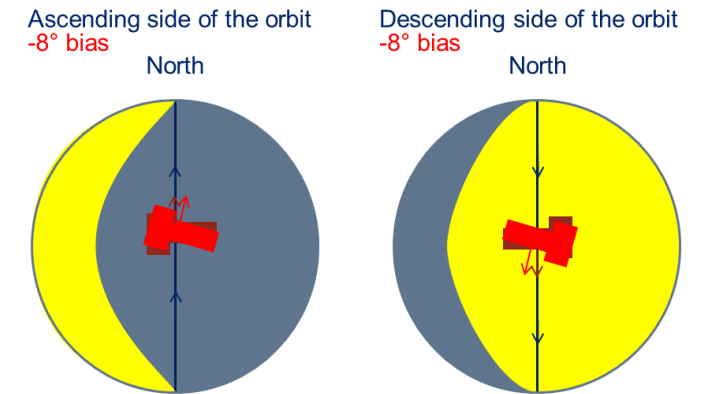 Ascending side of the orbit
-8° bias
North
Descending side of the orbit
-8° bias
North